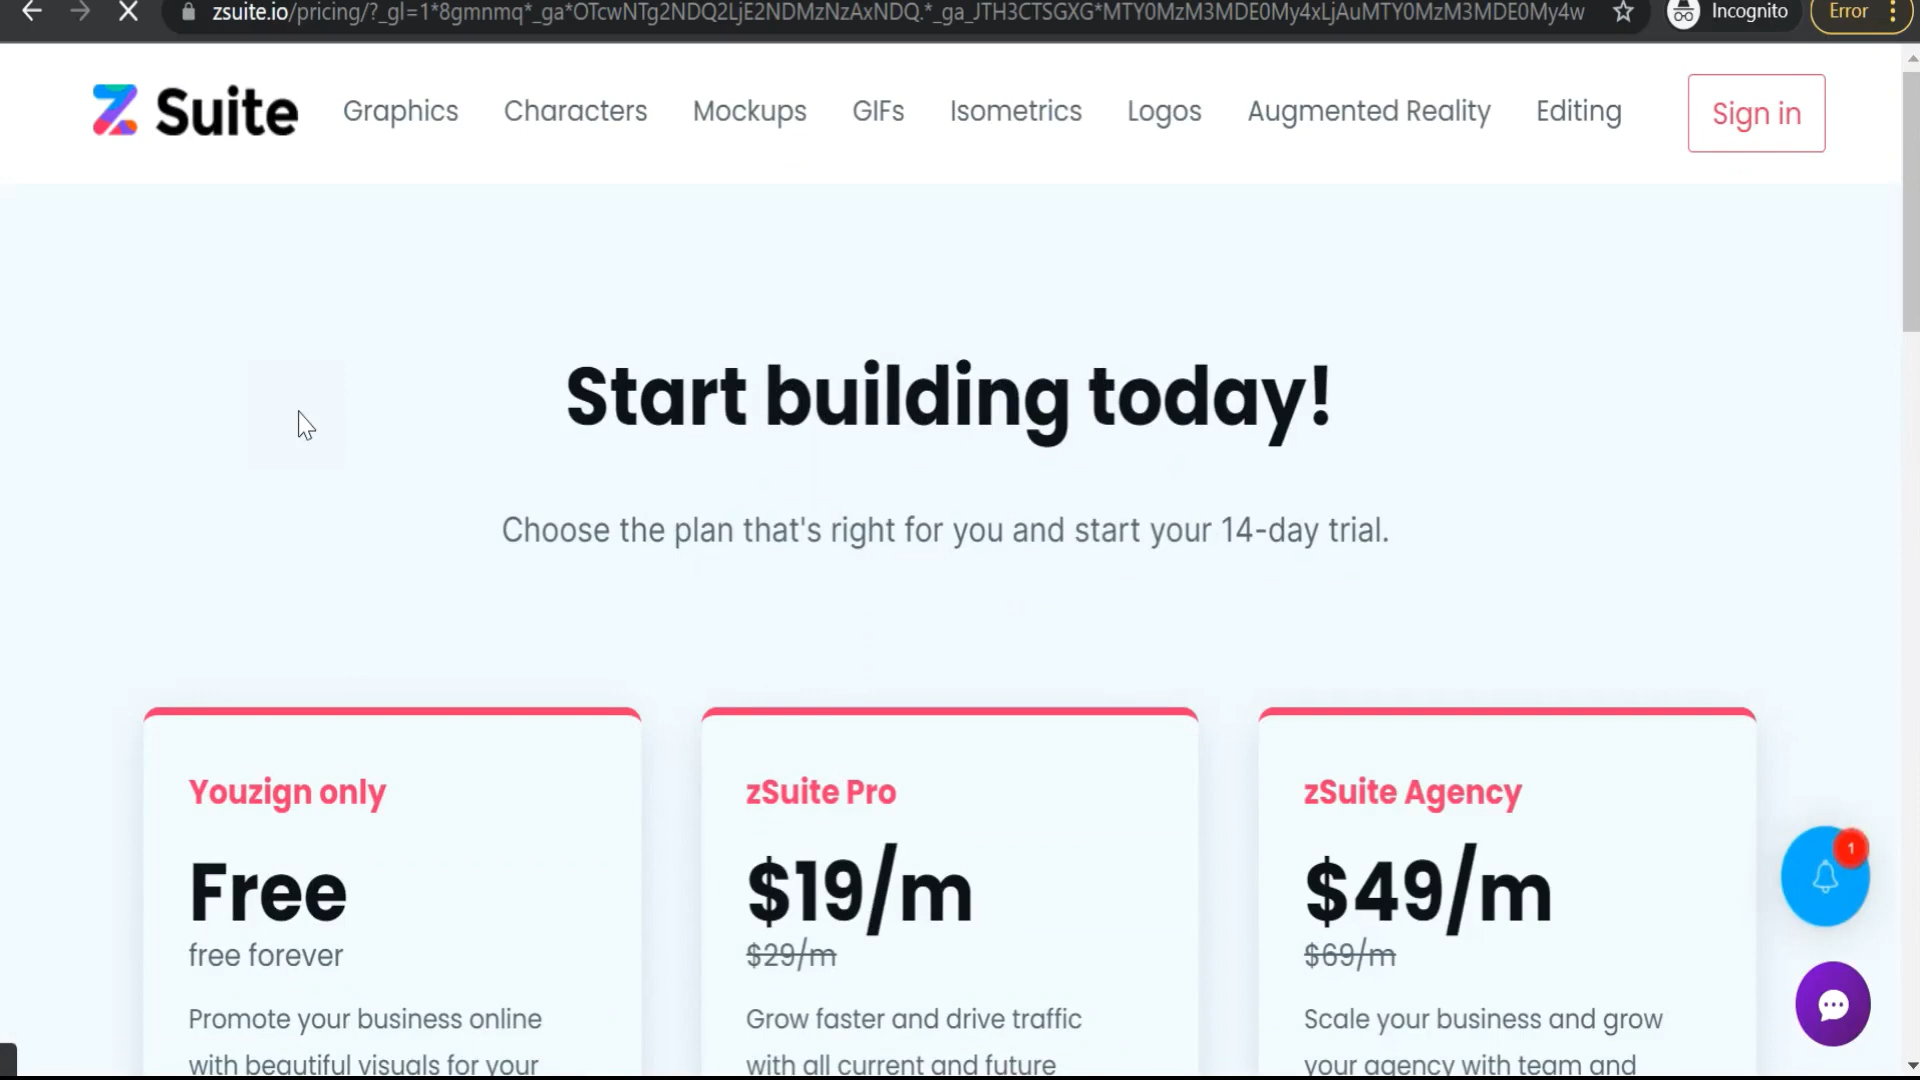 zsuite.io/pricing/?_gl=1*8gmnmq*_ga*OTcwNTg2NDQ2LjE2NDMzNzAxNDQ.*_ga_JTH3CTSGXG*MTY0MzM3MDE0My4xLjAuMTY0MzM3MDE0My4w
Incognito
Error
Suite
Graphics
Characters
Mockups
GIFs
Isometrics
Logos
Augmented Reality
Editing
Sign in
Start building today!
Choose the plan that's right for you and start your 14-day trial.
Youzign only
Free
free forever
Promote your business online
with beautiful visuals for your
zSuite Pro
$19/m
$29/m
Grow faster and drive traffic
with all current and future
zSuite Agency
$49/m
$69/m
Scale your business and grow
your agency with team and
1